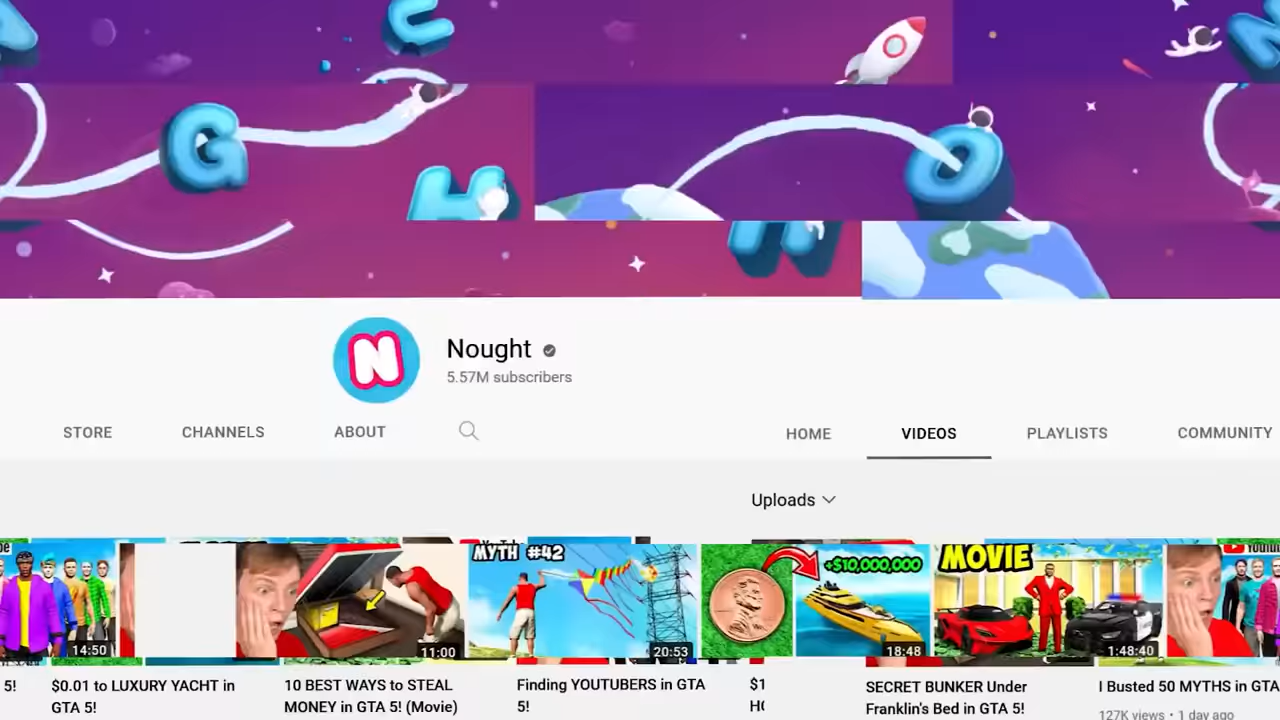 U
G
H
O
N
N
Nought
5.57M subscribers
STORE
CHANNELS
ABOUT
HOME
VIDEOS
PLAYLISTS
COMMUNITY
Uploads
MYTH #42
+$10,000,000
MOVIE
14:50
11:00
20:53
18:48
1:48:40
5!
$0.01 to LUXURY YACHT in
GTA 5!
10 BEST WAYS to STEAL
MONEY in GTA 5! (Movie)
Finding YOUTUBERS in GTA
5!
$1
SECRET BUNKER Under
Franklin's Bed in GTA 5!
I Busted 50 MYTHS in GTA
127K views • 1 day ago